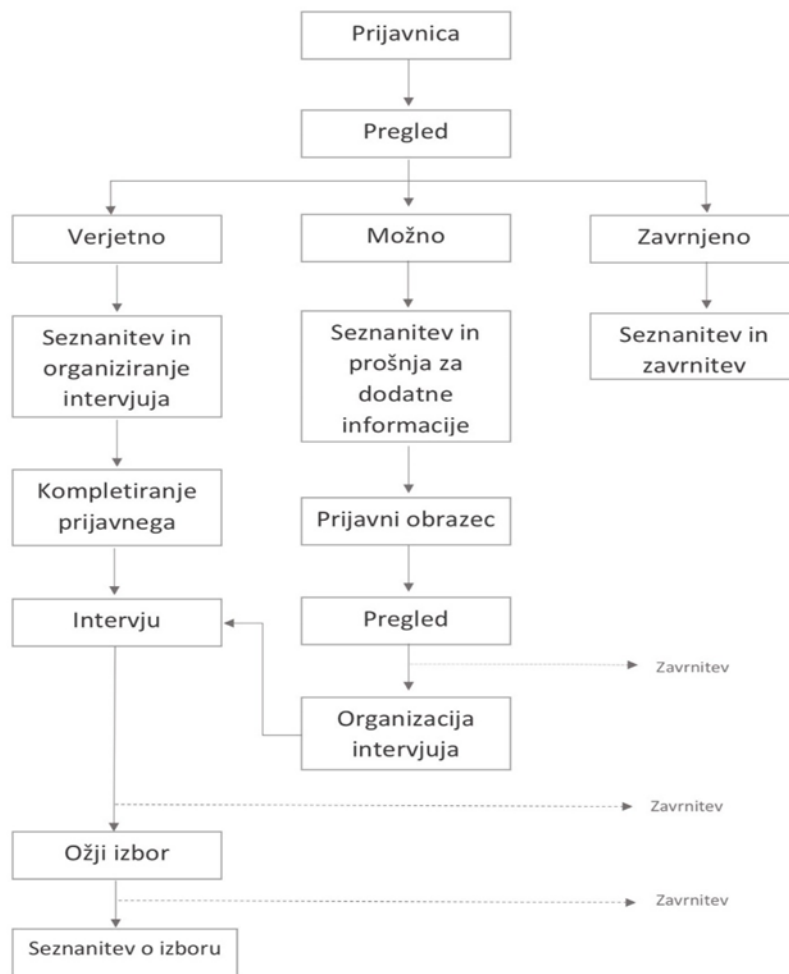 Prijavnica
Pregled
Verjetno
Možno
Zavrnjeno
Seznanitev in
organiziranje
intervjuja
Seznanitev in
prošnja za
dodatne
informacije
Seznanitev in
zavrnitev
Kompletiranje
prijavnega
Prijavni obrazec
Intervju
Pregled
Zavrnitev
Organizacija
intervjuja
Zavrnitev
Ožji izbor
Zavrnitev
Seznanitev o izboru